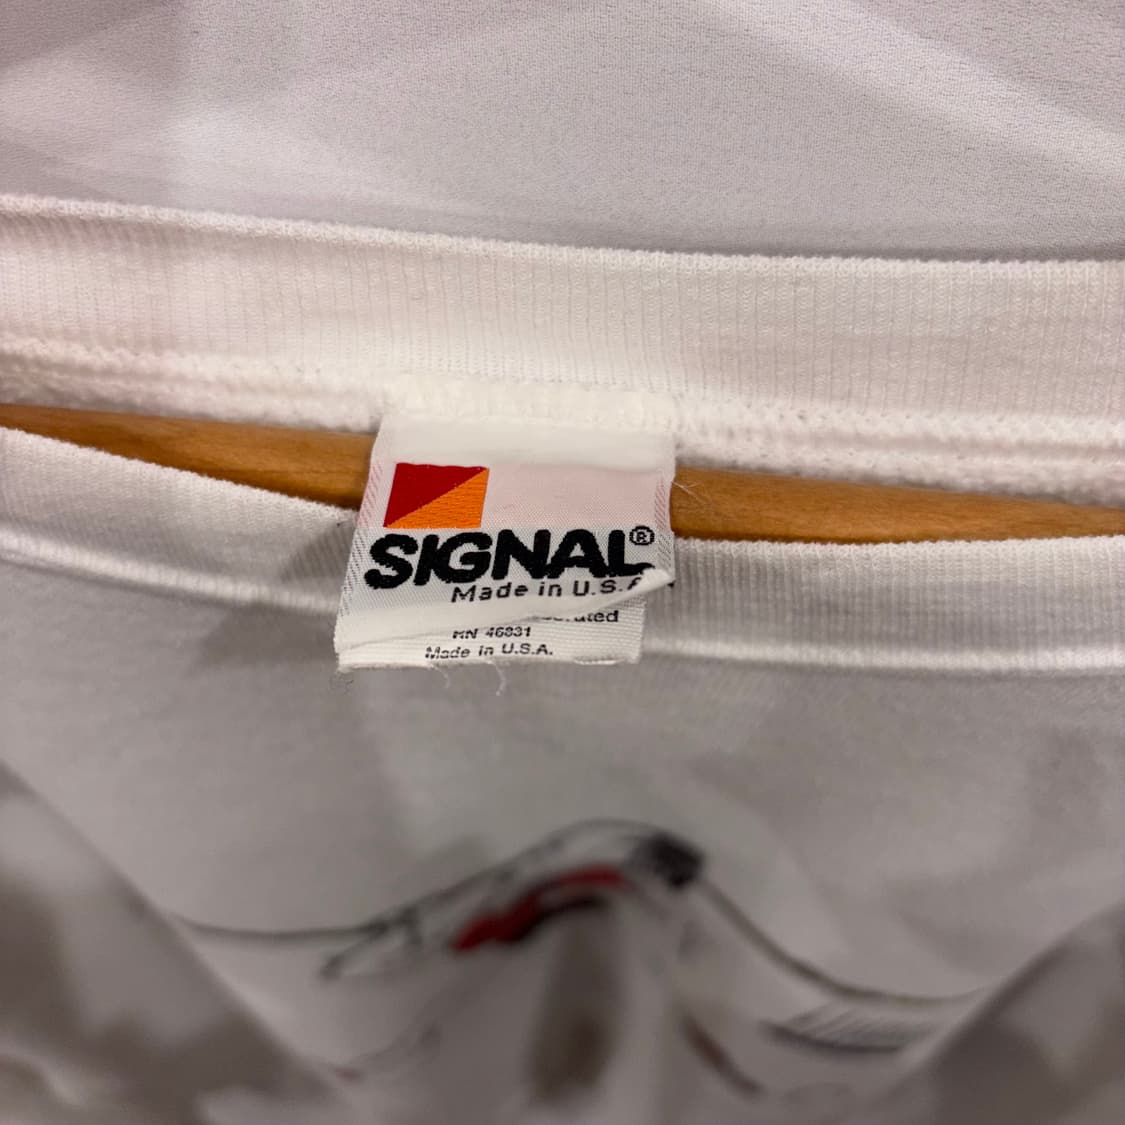 SIGNAL®
Made in U.S.A
RN 46831
Made in U.S.A.